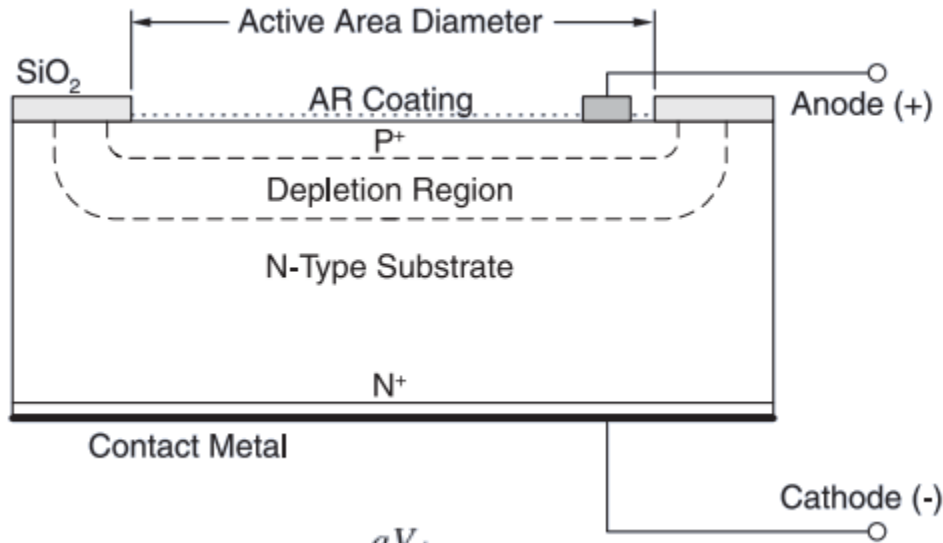 Active Area Diameter
SiO₂
AR Coating
Anode (+)
P⁺
Depletion Region
N-Type Substrate
N⁺
Contact Metal
Cathode (-)